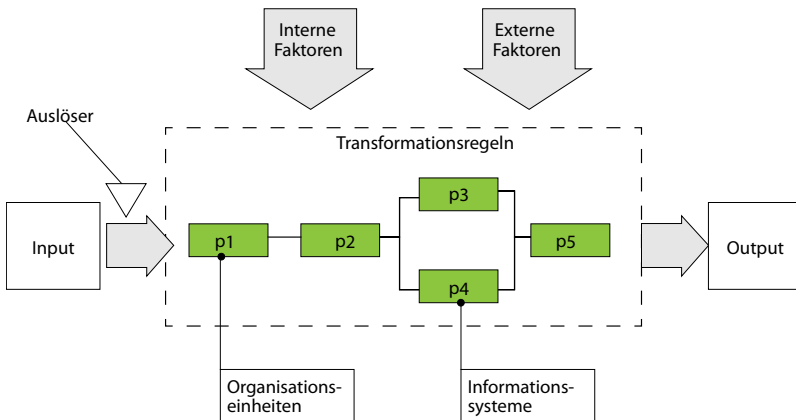 Interne
Faktoren
Externe
Faktoren
Auslöser
Transformationsregeln
Input
p1
p2
p3
p4
p5
Output
Organisations-
einheiten
Informations-
systeme